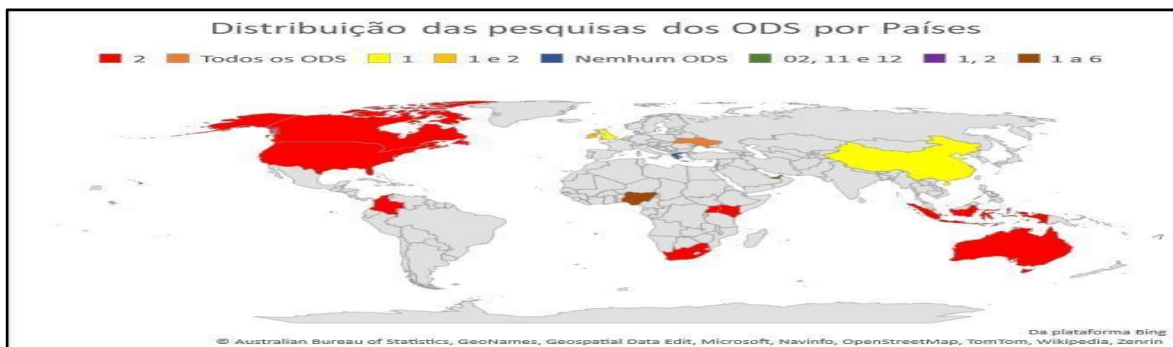 Distribuição das pesquisas dos ODS por Países
2 Todos os ODS 1 1 e 2 Nenhum ODS 02, 11 e 12 1, 2 1 a 6
Da plataforma Bing
© Australian Bureau of Statistics, GeoNames, Geospatial Data Edit, Microsoft, Navinfo, OpenStreetMap, TomTom, Wikipedia, Zenrin